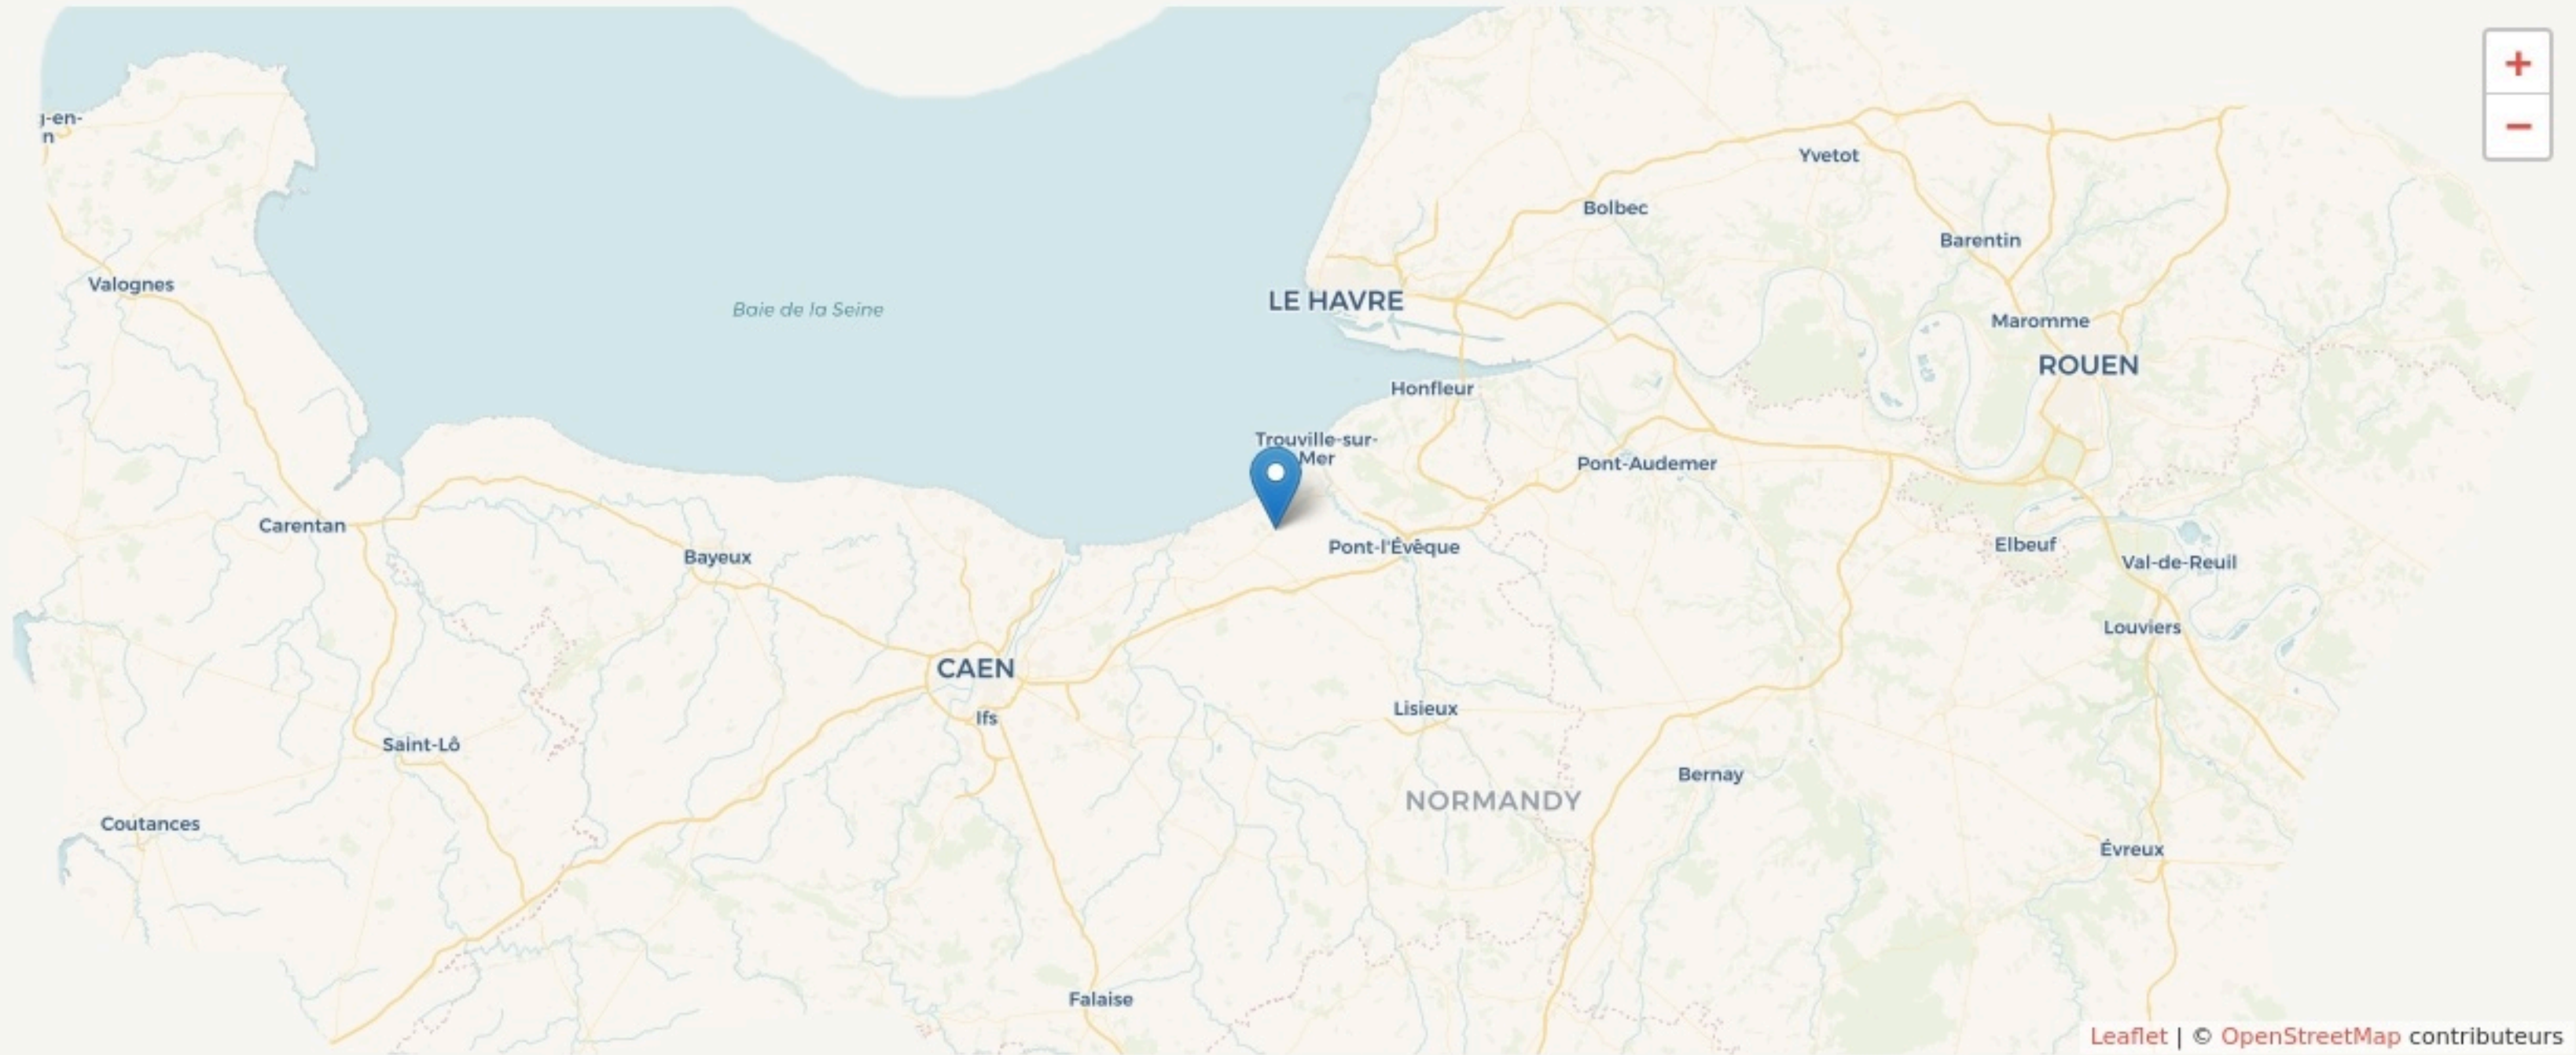 +
−
g-en-
n
Yvetot
Bolbec
Barentin
Valognes
Baie de la Seine
LE HAVRE
Maromme
ROUEN
Honfleur
Trouville-sur-
Mer
Pont-Audemer
Carentan
Bayeux
Pont-l'Évêque
Elbeuf
Val-de-Reuil
Louviers
CAEN
Ifs
Lisieux
Saint-Lô
Bernay
NORMANDY
Coutances
Évreux
Falaise
Leaflet | © OpenStreetMap contributeurs